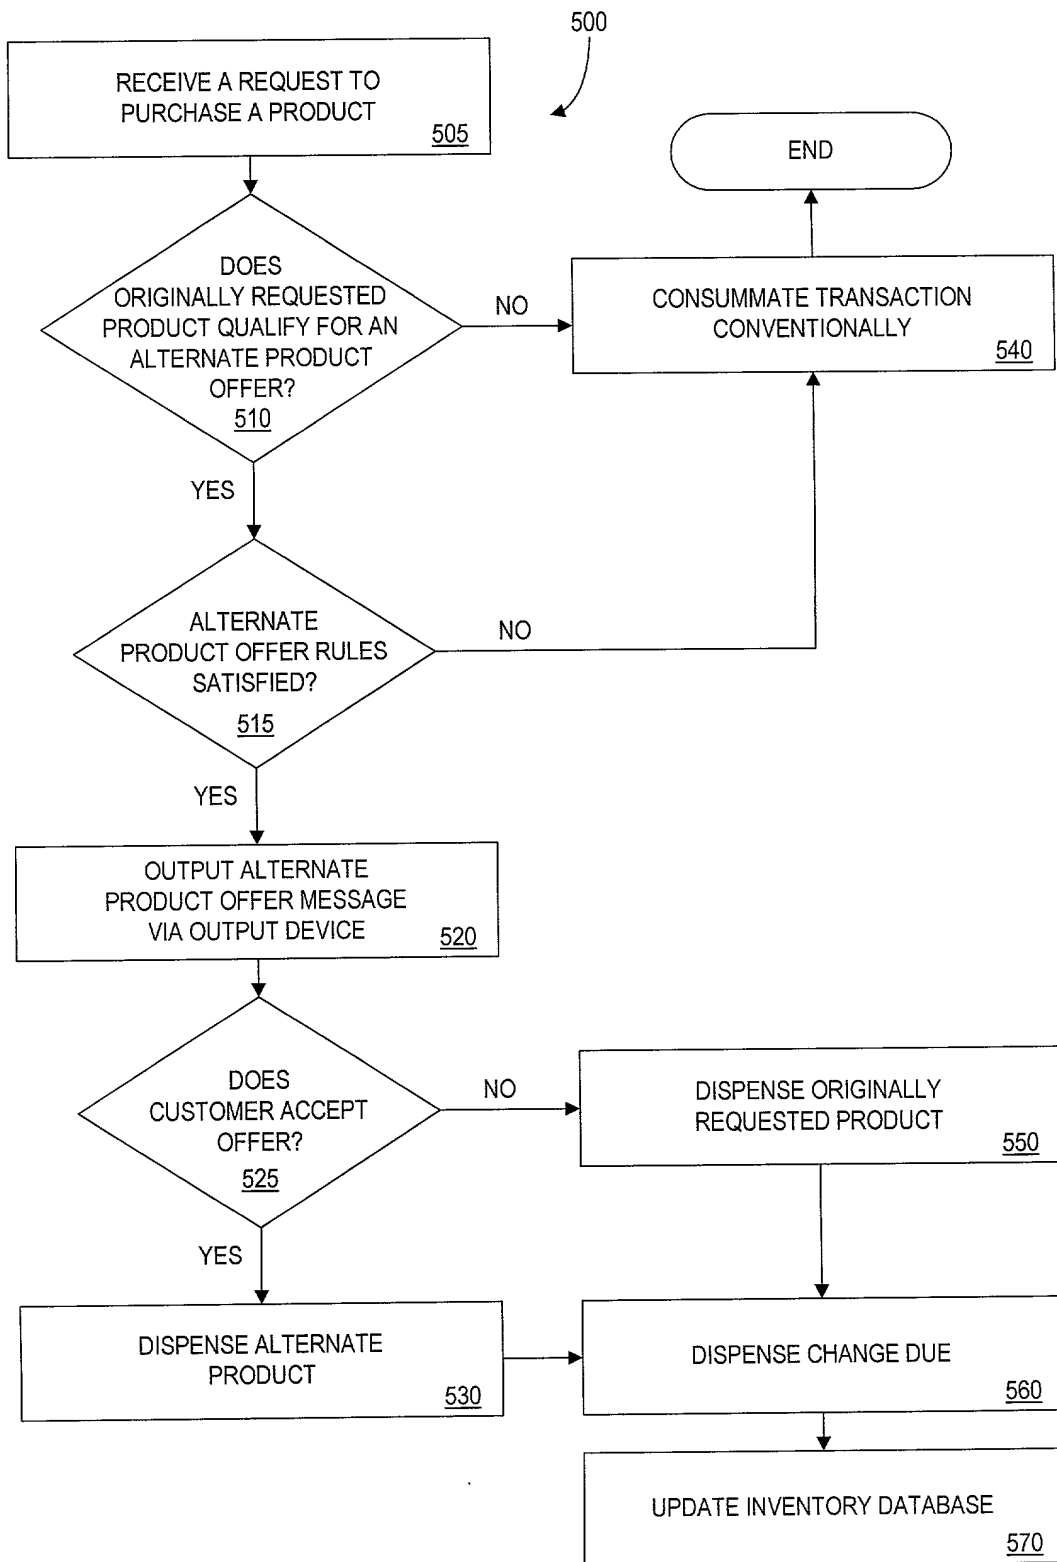 500
RECEIVE A REQUEST TO
PURCHASE A PRODUCT
505
END
DOES
ORIGINALLY REQUESTED
PRODUCT QUALIFY FOR AN
ALTERNATE PRODUCT
OFFER?
510
NO
CONSUMMATE TRANSACTION
CONVENTIONALLY
540
YES
ALTERNATE
PRODUCT OFFER RULES
SATISFIED?
515
NO
YES
OUTPUT ALTERNATE
PRODUCT OFFER MESSAGE
VIA OUTPUT DEVICE
520
DOES
CUSTOMER ACCEPT
OFFER?
525
NO
DISPENSE ORIGINALLY
REQUESTED PRODUCT
550
YES
DISPENSE ALTERNATE
PRODUCT
530
DISPENSE CHANGE DUE
560
UPDATE INVENTORY DATABASE
570